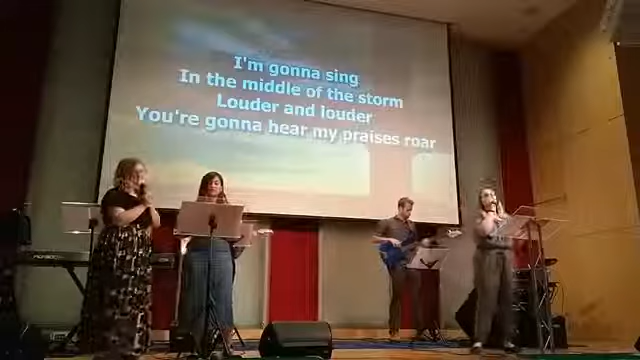 I'm gonna sing
In the middle of the storm
Louder and louder
You're gonna hear my praises roar